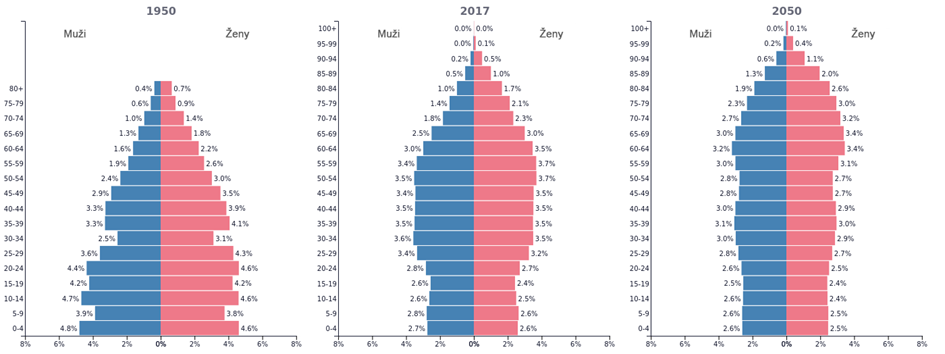 1950
Muži Ženy
80+ 0.4% 0.7%
75-79 0.6% 0.9%
70-74 1.0% 1.4%
65-69 1.3% 1.8%
60-64 1.6% 2.2%
55-59 1.9% 2.6%
50-54 2.4% 3.0%
45-49 2.9% 3.5%
40-44 3.3% 3.9%
35-39 3.3% 4.1%
30-34 2.5% 3.1%
25-29 3.6% 4.3%
20-24 4.4% 4.6%
15-19 4.2% 4.2%
10-14 4.7% 4.6%
5-9 3.9% 3.8%
0-4 4.8% 4.6%
8% 6% 4% 2% 0% 2% 4% 6% 8%
2017
100+ 0.0% 0.0%
Muži Ženy
95-99 0.0% 0.1%
90-94 0.2% 0.5%
85-89 0.5% 1.0%
80-84 1.0% 1.7%
75-79 1.4% 2.1%
70-74 1.8% 2.3%
65-69 2.5% 3.0%
60-64 3.0% 3.5%
55-59 3.4% 3.7%
50-54 3.5% 3.7%
45-49 3.4% 3.5%
40-44 3.5% 3.5%
35-39 3.5% 3.5%
30-34 3.6% 3.5%
25-29 3.4% 3.2%
20-24 2.8% 2.7%
15-19 2.6% 2.4%
10-14 2.6% 2.5%
5-9 2.8% 2.6%
0-4 2.7% 2.6%
8% 6% 4% 2% 0% 2% 4% 6% 8%
2050
100+ 0.0% 0.1%
Muži Ženy
95-99 0.2% 0.4%
90-94 0.6% 1.1%
85-89 1.3% 2.0%
80-84 1.9% 2.6%
75-79 2.3% 3.0%
70-74 2.7% 3.2%
65-69 3.0% 3.4%
60-64 3.2% 3.4%
55-59 3.0% 3.1%
50-54 2.8% 2.7%
45-49 2.8% 2.7%
40-44 3.0% 2.9%
35-39 3.1% 3.0%
30-34 3.0% 2.9%
25-29 2.8% 2.7%
20-24 2.6% 2.5%
15-19 2.5% 2.4%
10-14 2.6% 2.4%
5-9 2.6% 2.5%
0-4 2.6% 2.5%
8% 6% 4% 2% 0% 2% 4% 6% 8%